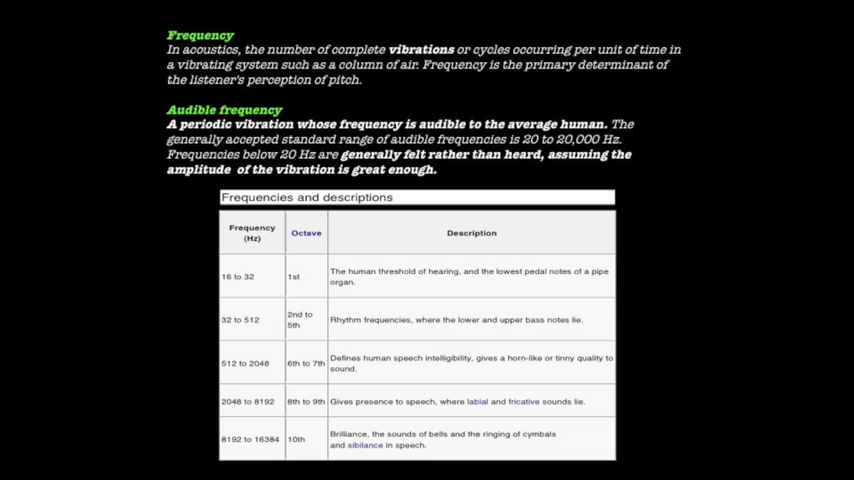 Frequency
In acoustics, the number of complete vibrations or cycles occurring per unit of time in
a vibrating system such as a column of air. Frequency is the primary determinant of
the listener's perception of pitch.
Audible frequency
A periodic vibration whose frequency is audible to the average human. The
generally accepted standard range of audible frequencies is 20 to 20,000 Hz.
Frequencies below 20 Hz are generally felt rather than heard, assuming the
amplitude of the vibration is great enough.
Frequencies and descriptions
Frequency
(Hz)
Octave
Description
16 to 32
1st
The human threshold of hearing, and the lowest pedal notes of a pipe
organ.
32 to 512
2nd to
5th
Rhythm frequencies, where the lower and upper bass notes lie.
512 to 2048
6th to 7th
Defines human speech intelligibility, gives a horn-like or tinny quality to
sound.
2048 to 8192
8th to 9th
Gives presence to speech, where labial and fricative sounds lie.
8192 to 16384
10th
Brilliance, the sounds of bells and the ringing of cymbals
and sibilance in speech.